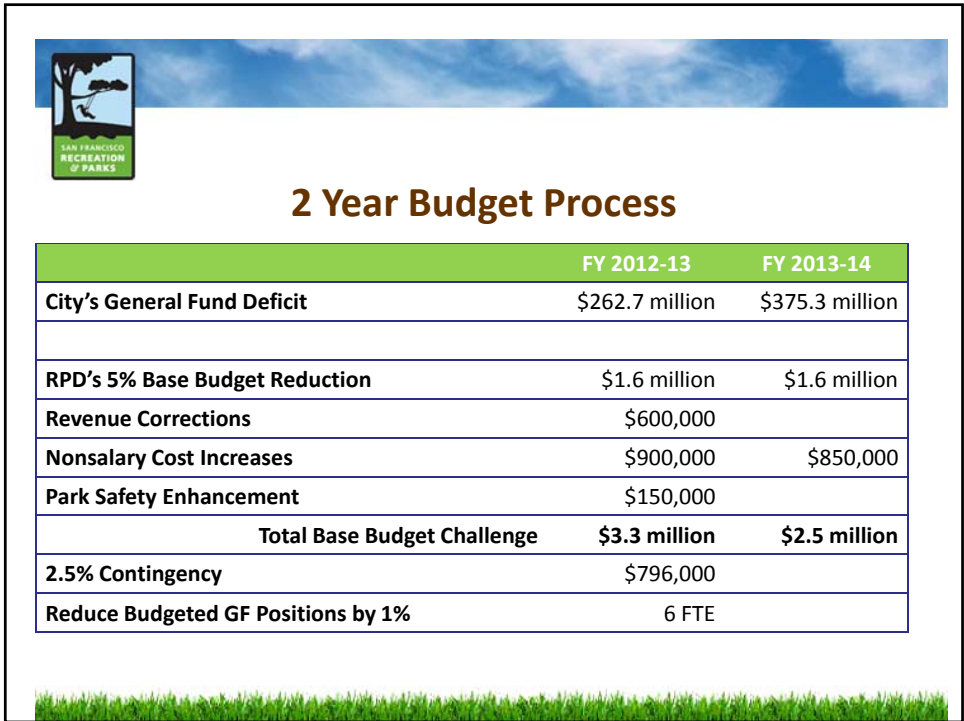 SAN FRANCISCO
RECREATION
& PARKS
2 Year Budget Process
FY 2012-13 FY 2013-14
City’s General Fund Deficit $262.7 million $375.3 million
RPD’s 5% Base Budget Reduction $1.6 million $1.6 million
Revenue Corrections $600,000
Nonsalary Cost Increases $900,000 $850,000
Park Safety Enhancement $150,000
Total Base Budget Challenge $3.3 million $2.5 million
2.5% Contingency $796,000
Reduce Budgeted GF Positions by 1% 6 FTE